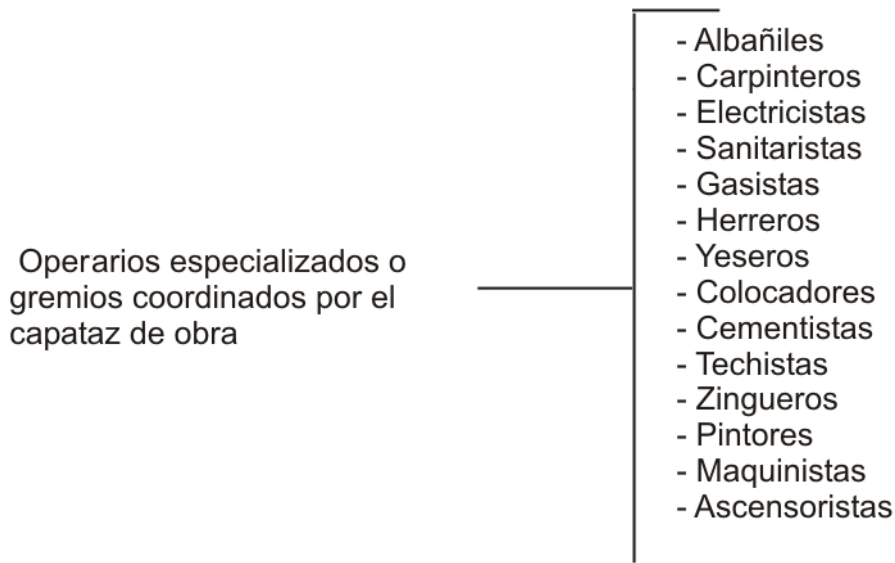 Operarios especializados o
gremios coordinados por el
capataz de obra
- Albañiles
- Carpinteros
- Electricistas
- Sanitaristas
- Gasistas
- Herreros
- Yeseros
- Colocadores
- Cementistas
- Techistas
- Zingueros
- Pintores
- Maquinistas
- Ascensoristas